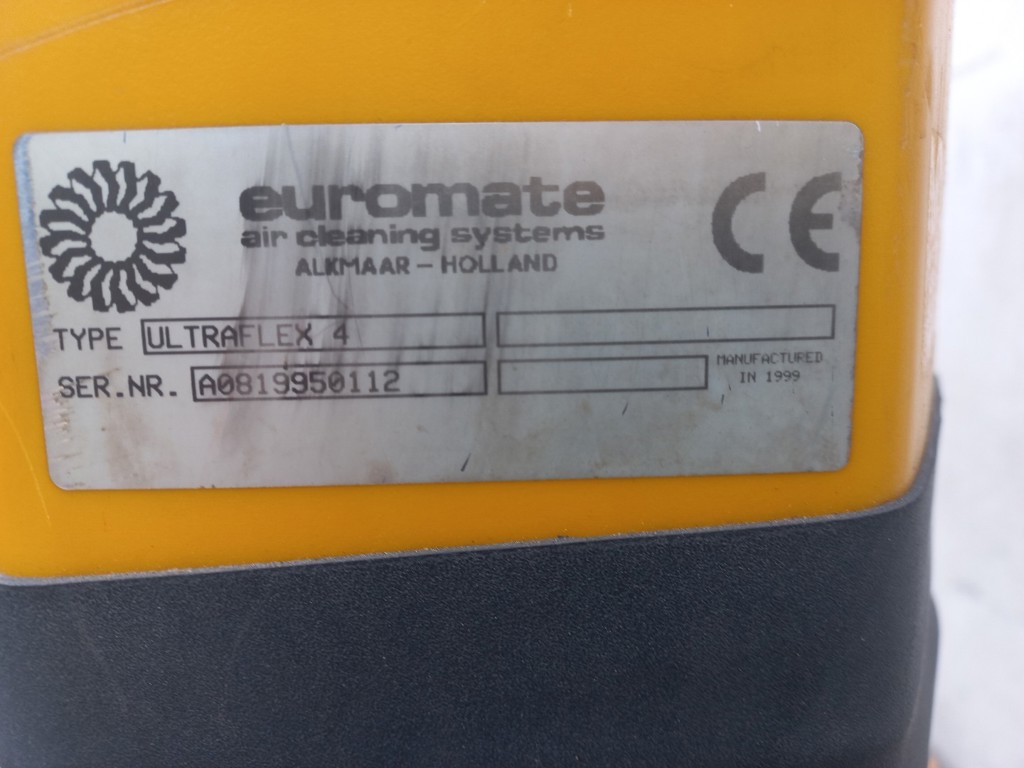 euromate
air cleaning systems
ALKMAAR – HOLLAND
CE
TYPE ULTRAFLEX 4
SER.NR. A0819950112
MANUFACTURED
IN 1999